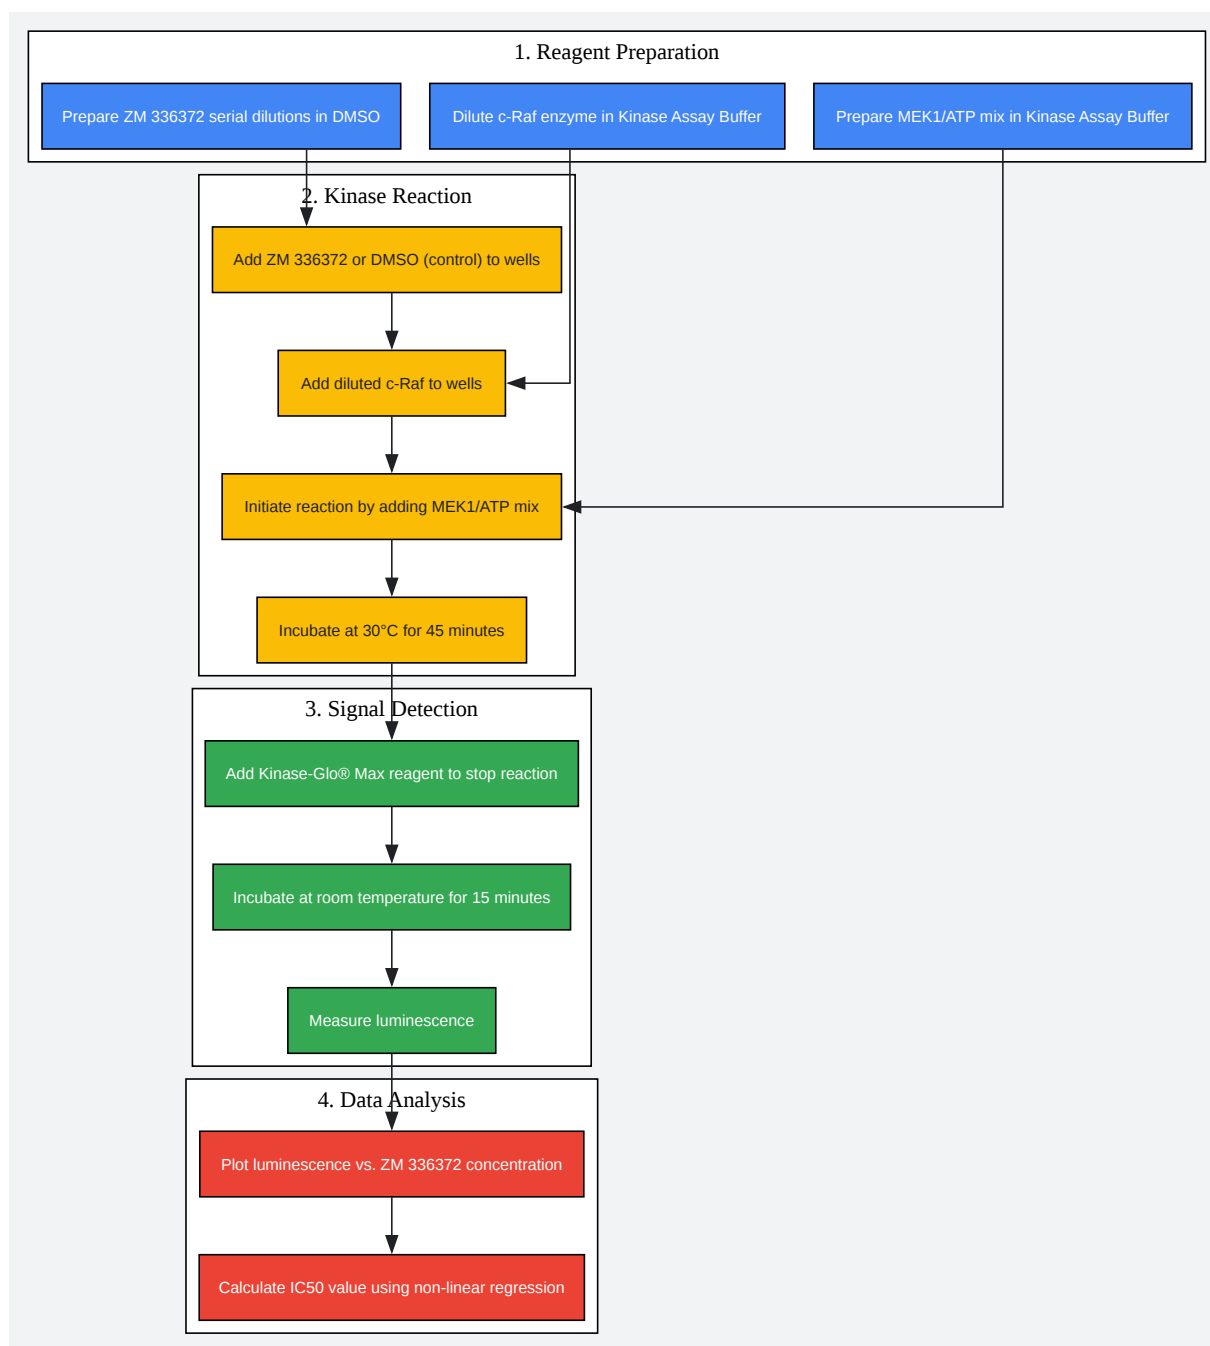 1. Reagent Preparation
Prepare ZM 336372 serial dilutions in DMSO
Dilute c-Raf enzyme in Kinase Assay Buffer
Prepare MEK1/ATP mix in Kinase Assay Buffer
2. Kinase Reaction
Add ZM 336372 or DMSO (control) to wells
Add diluted c-Raf to wells
Initiate reaction by adding MEK1/ATP mix
Incubate at 30°C for 45 minutes
3. Signal Detection
Add Kinase-Glo® Max reagent to stop reaction
Incubate at room temperature for 15 minutes
Measure luminescence
4. Data Analysis
Plot luminescence vs. ZM 336372 concentration
Calculate IC50 value using non-linear regression